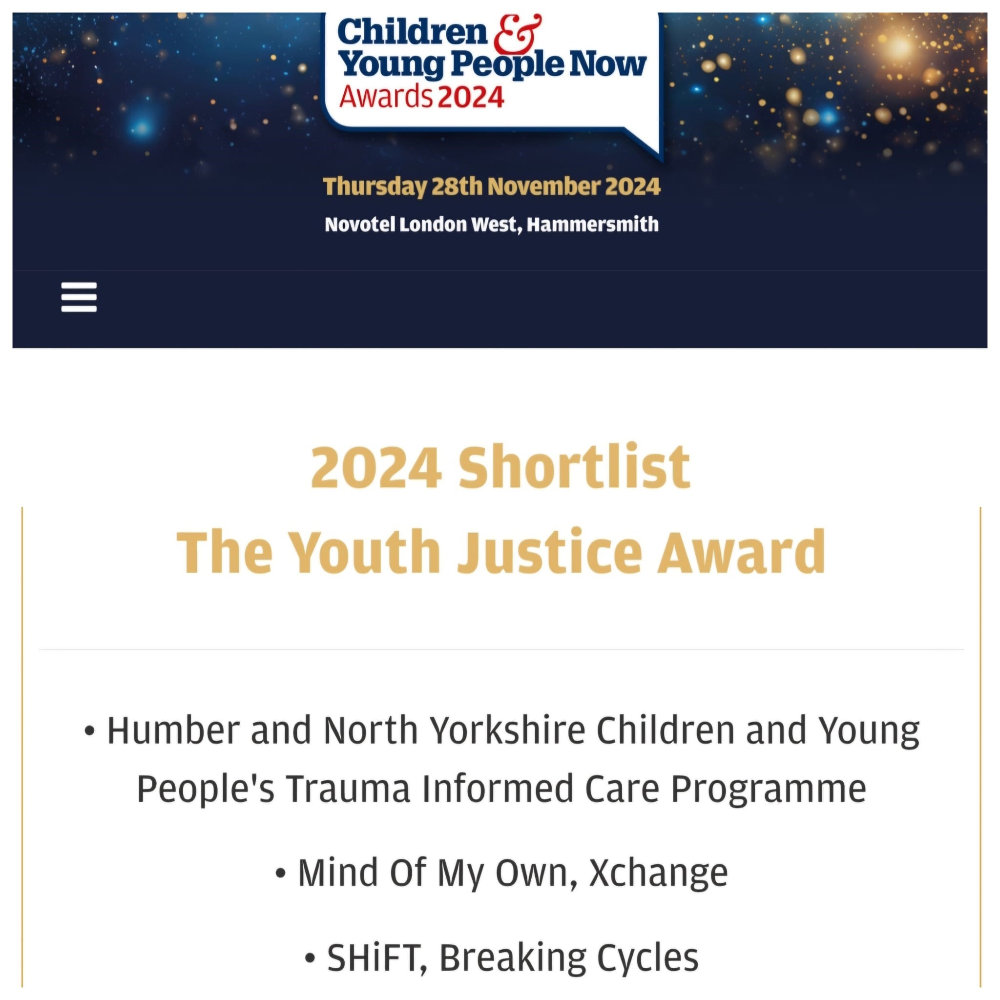 Children &
Young People Now
Awards 2024
Thursday 28th November 2024
Novotel London West, Hammersmith
2024 Shortlist
The Youth Justice Award
• Humber and North Yorkshire Children and Young
People's Trauma Informed Care Programme
• Mind Of My Own, Xchange
• SHiFT, Breaking Cycles